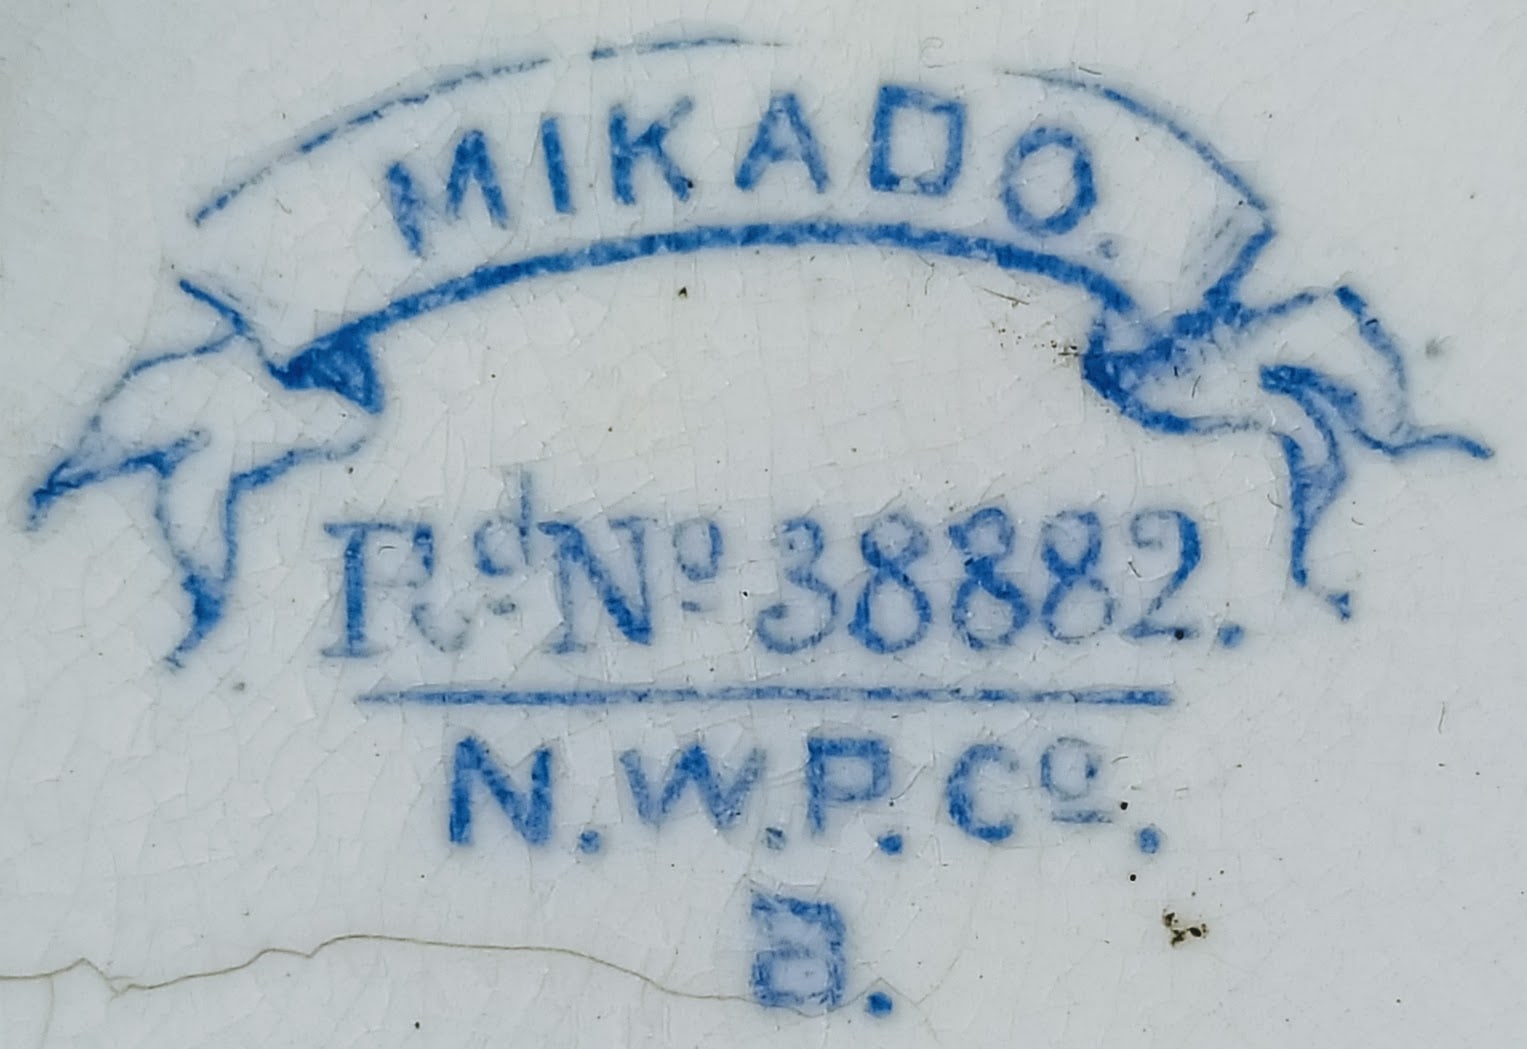 MIKADO.
Rd No 38882.
N.W.P. Co.
B.